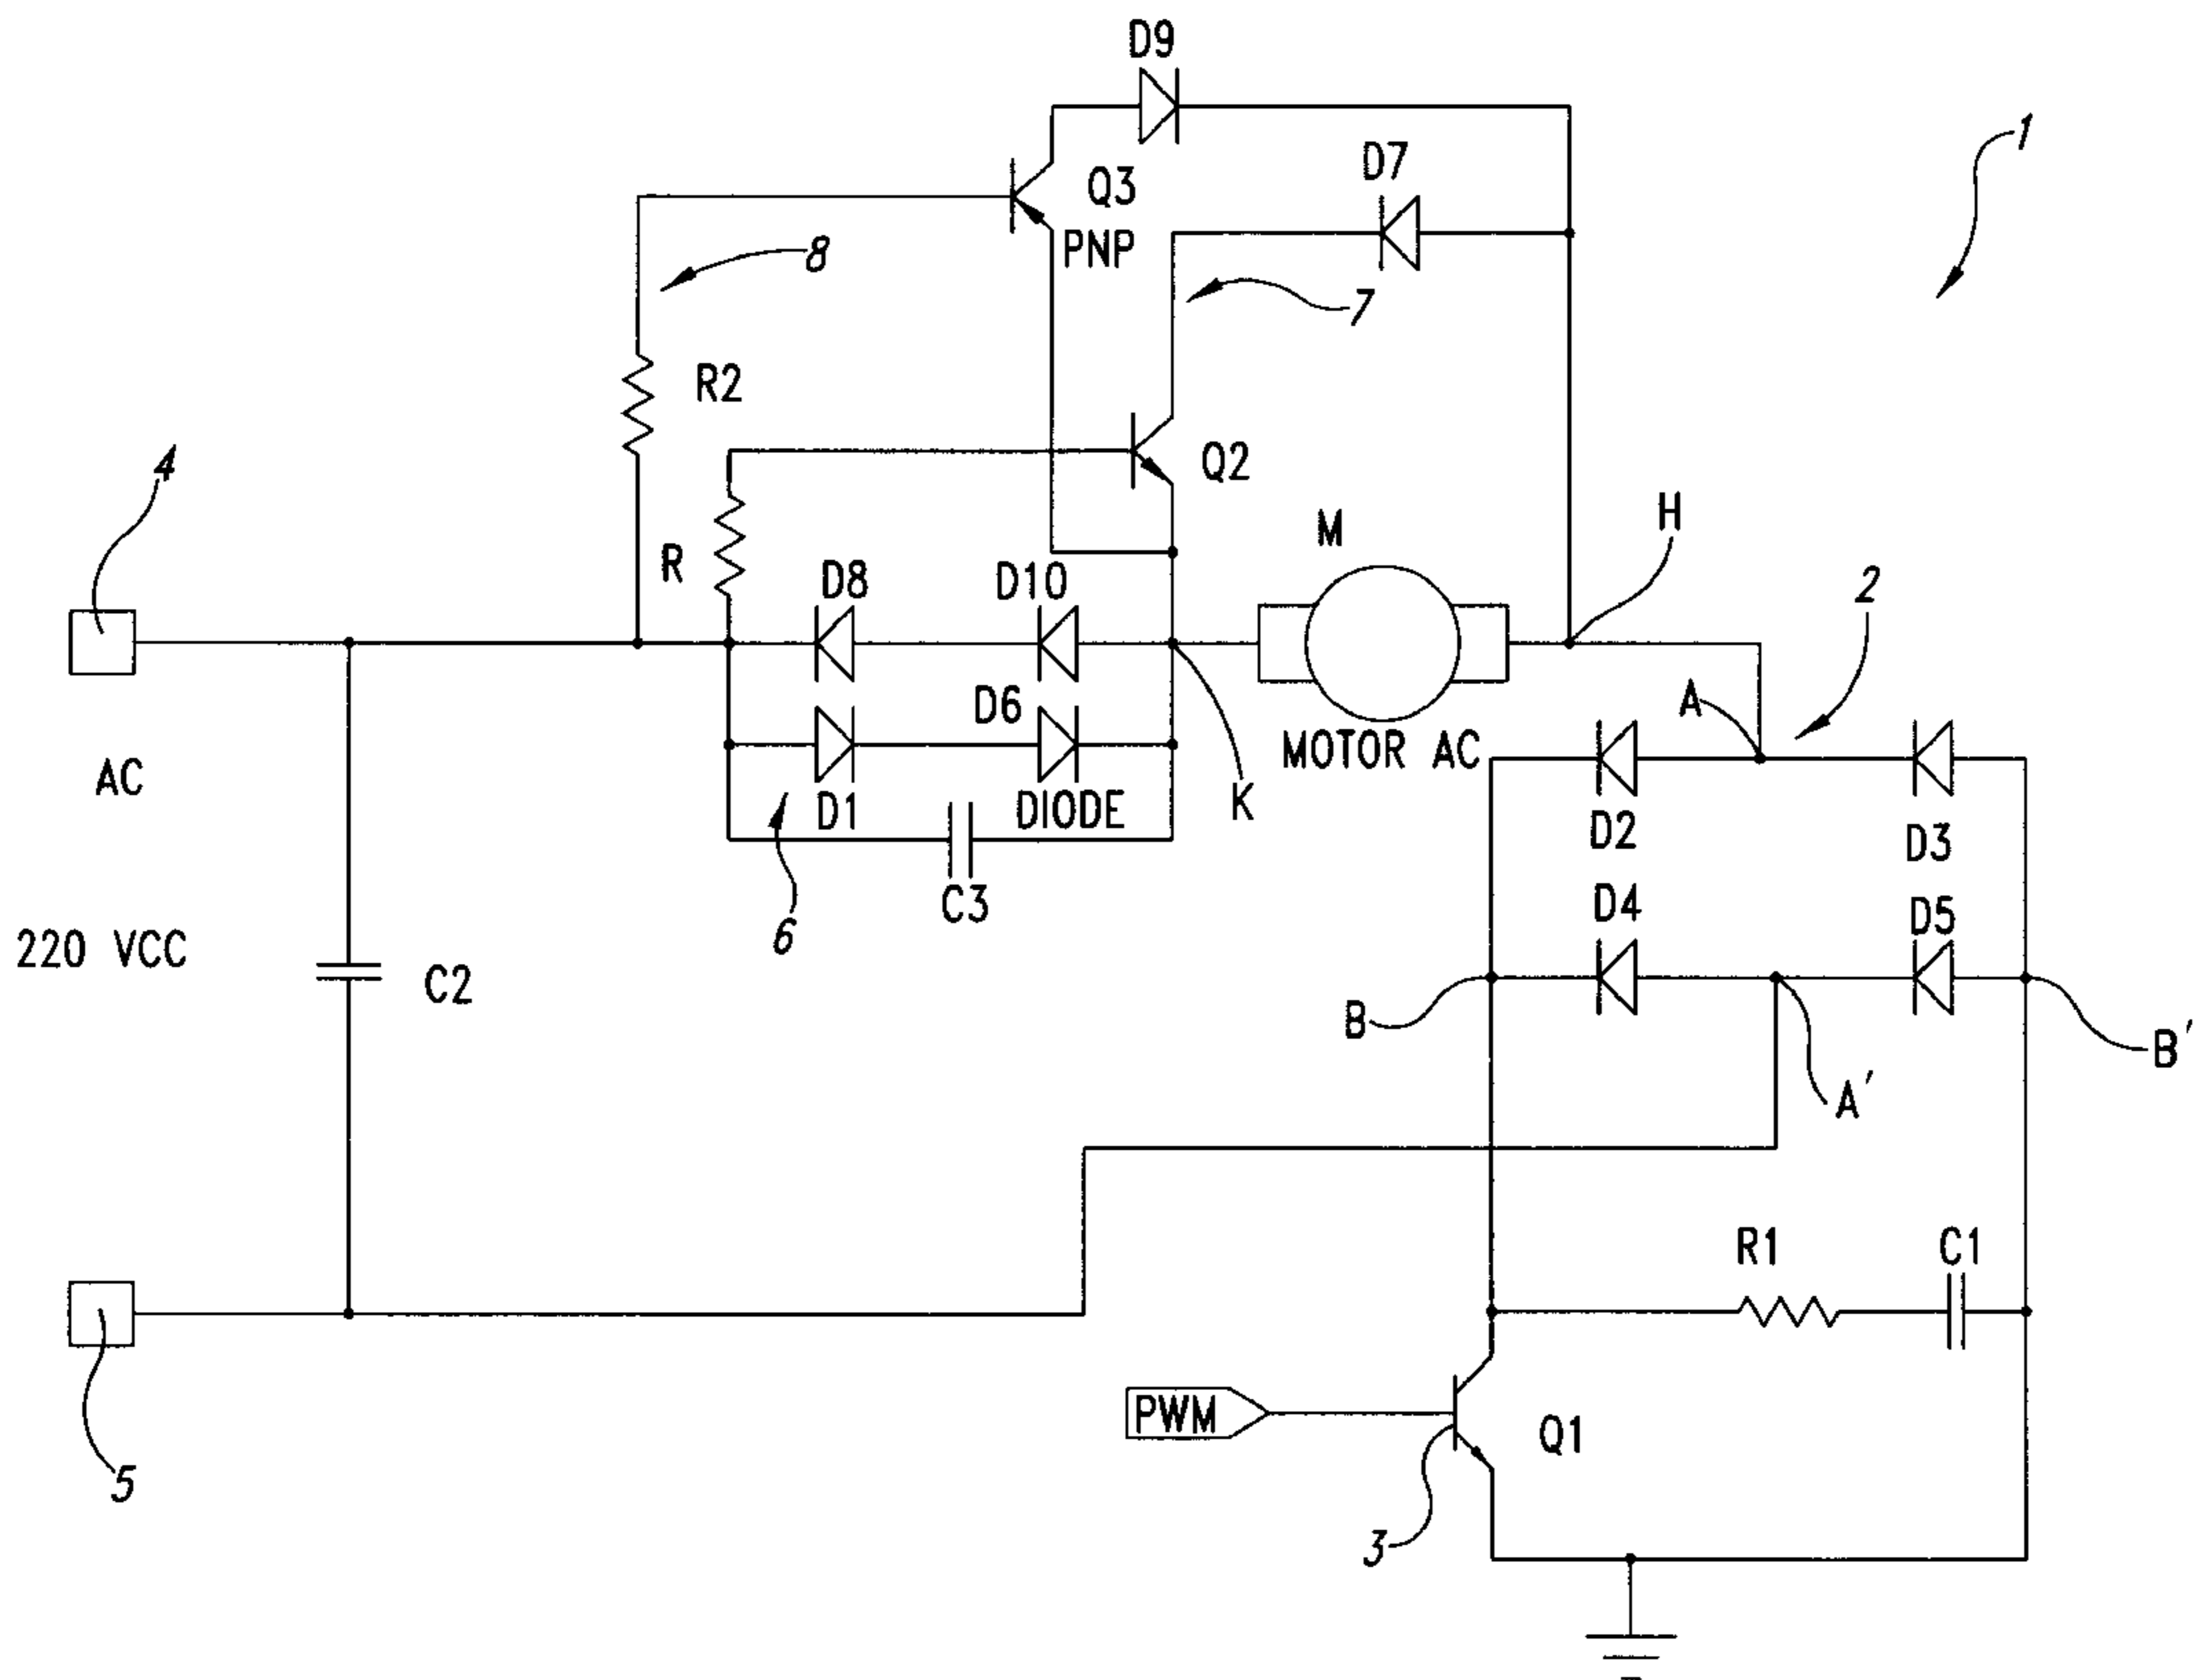 D9
1
D7
Q3
PNP
8
7
R2
4
Q2
H
M
R
D8
D10
2
A
D6
MOTOR AC
AC
D1
DIODE
K
D2
D3
C3
D4
D5
6
220 VCC
C2
B
B'
A'
R1
C1
PWM
Q1
5
3